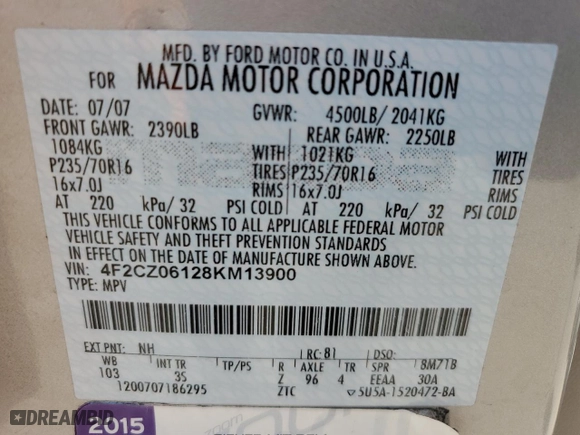 MFD. BY FORD MOTOR CO. IN U.S.A.
FOR MAZDA MOTOR CORPORATION
DATE: 07/07 GVWR: 4500LB/ 2041KG
FRONT GAWR: 2390LB REAR GAWR: 2250LB
1084KG WITH 1021KG WITH
P235/70R16 TIRES P235/70R16 TIRES
16x7.0J RIMS 16x7.0J RIMS
AT 220 kPa/ 32 PSI COLD AT 220 kPa/ 32 PSI COLD
THIS VEHICLE CONFORMS TO ALL APPLICABLE FEDERAL MOTOR
VEHICLE SAFETY AND THEFT PREVENTION STANDARDS
IN EFFECT ON THE DATE OF MANUFACTURE SHOWN ABOVE.
VIN: 4F2CZ06128KM13900
TYPE: MPV
EXT PNT: NH RC: 81 DSO:
WB INT TR TP/PS R AXLE TR SPR BM71B
103 3S Z 96 4 EEAA 30A
1200707186295 ZTC 5U5A-1520472-BA
2015
DREAMBID